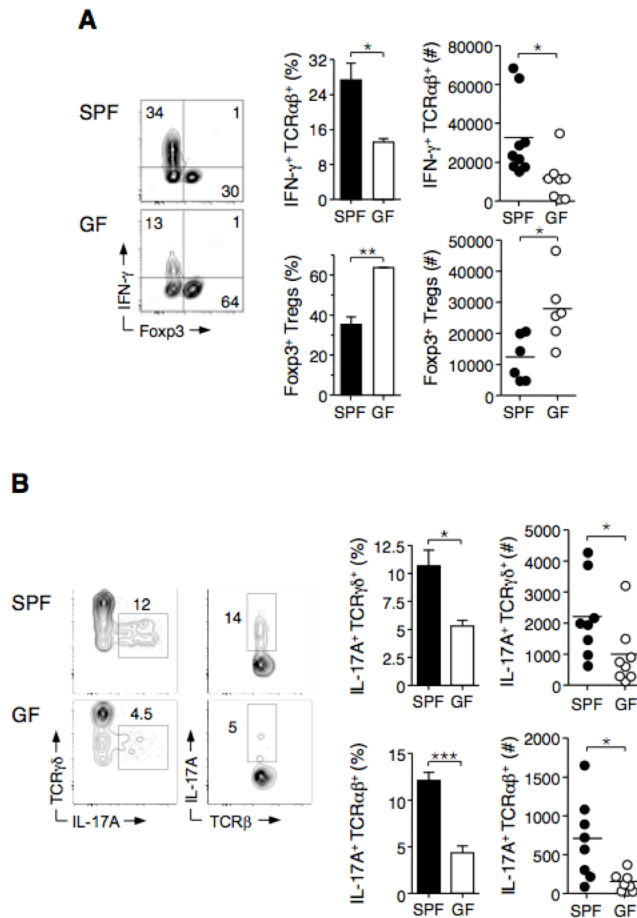 A
SPF
34
1
30
GF
13
1
64
IFN-γ
Foxp3
IFN-γ⁺ TCRαβ⁺ (%)
32
24
16
8
0
*
SPF GF
IFN-γ⁺ TCRαβ⁺ (#)
80000
60000
40000
20000
0
*
SPF GF
Foxp3⁺ Tregs (%)
60
40
20
0
**
SPF GF
Foxp3⁺ Tregs (#)
50000
40000
30000
20000
10000
0
*
SPF GF
B
SPF
12
14
GF
4.5
5
TCRγδ
IL-17A
IL-17A
TCRβ
IL-17A⁺ TCRγδ⁺ (%)
12.5
10
7.5
5
2.5
0
*
SPF GF
IL-17A⁺ TCRγδ⁺ (#)
5000
4000
3000
2000
1000
0
*
SPF GF
IL-17A⁺ TCRαβ⁺ (%)
15
10
5
0
***
SPF GF
IL-17A⁺ TCRαβ⁺ (#)
2000
1500
1000
500
0
*
SPF GF